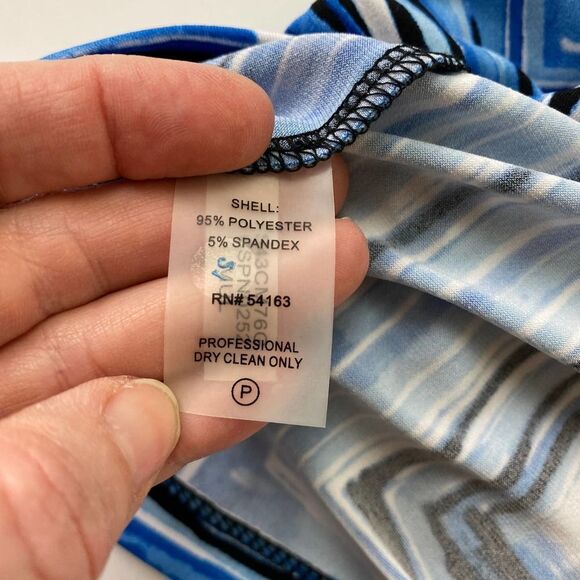 SHELL:
95% POLYESTER
5% SPANDEX
RN# 54163
PROFESSIONAL
DRY CLEAN ONLY
P